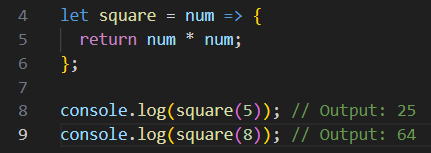 4 let square = num => {
5   return num * num;
6 };
7
8 console.log(square(5)); // Output: 25
9 console.log(square(8)); // Output: 64